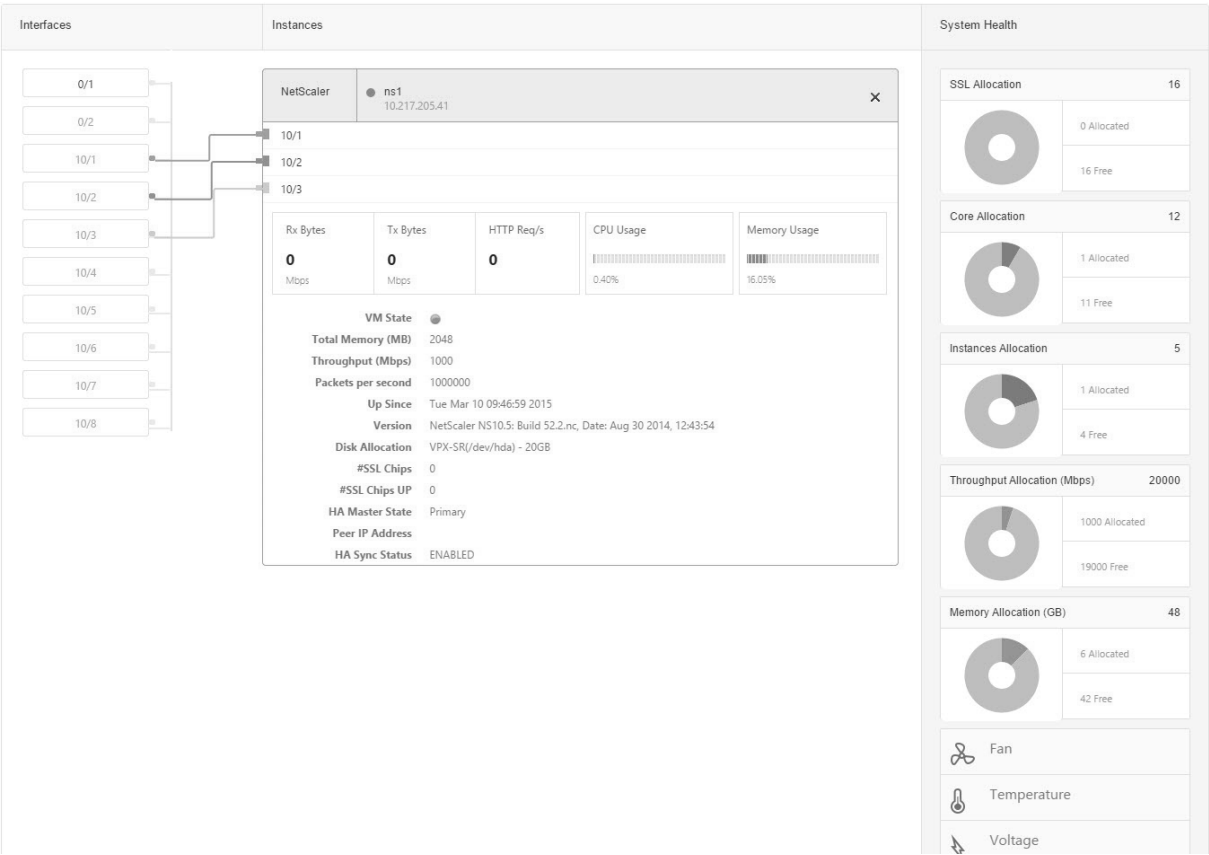 Interfaces
Instances
System Health
0/1
0/2
10/1
10/2
10/3
10/4
10/5
10/6
10/7
10/8
NetScaler
ns1
10.217.205.41
10/1
10/2
10/3
Rx Bytes
0
Mbps
Tx Bytes
0
Mbps
HTTP Req/s
0
CPU Usage
0.40%
Memory Usage
16.05%
VM State
Total Memory (MB) 2048
Throughput (Mbps) 1000
Packets per second 1000000
Up Since Tue Mar 10 09:46:59 2015
Version NetScaler NS10.5: Build 52.2.nc, Date: Aug 30 2014, 12:43:54
Disk Allocation VPX-SR(/dev/hda) - 20GB
#SSL Chips 0
#SSL Chips UP 0
HA Master State Primary
Peer IP Address
HA Sync Status ENABLED
SSL Allocation 16
0 Allocated
16 Free
Core Allocation 12
1 Allocated
11 Free
Instances Allocation 5
1 Allocated
4 Free
Throughput Allocation (Mbps) 20000
1000 Allocated
19000 Free
Memory Allocation (GB) 48
6 Allocated
42 Free
Fan
Temperature
Voltage